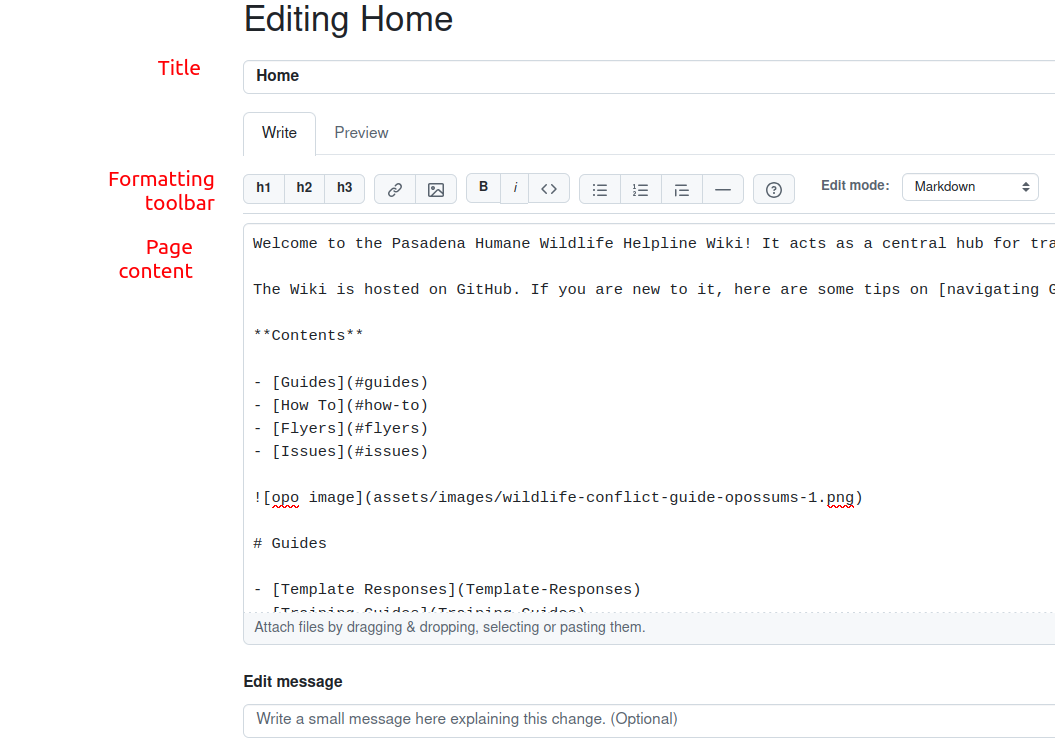 Editing Home
Title
Home
Write Preview
Formatting
toolbar
h1 h2 h3 B i Edit mode: Markdown
Page
content
Welcome to the Pasadena Humane Wildlife Helpline Wiki! It acts as a central hub for tra
The Wiki is hosted on GitHub. If you are new to it, here are some tips on [navigating G
**Contents**
- [Guides](#guides)
- [How To](#how-to)
- [Flyers](#flyers)
- [Issues](#issues)
![opo image](assets/images/wildlife-conflict-guide-opossums-1.png)
# Guides
- [Template Responses](Template-Responses)
- [Training Guides](Training-Guides)
Attach files by dragging & dropping, selecting or pasting them.
Edit message
Write a small message here explaining this change. (Optional)